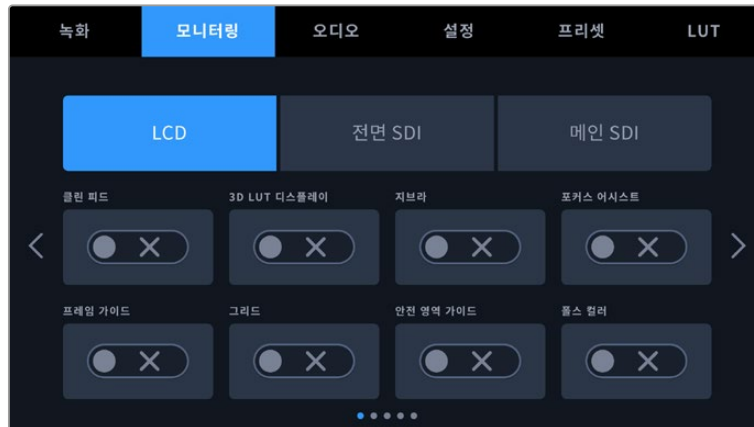 녹화 모니터링 오디오 설정 프리셋 LUT
LCD 전면 SDI 메인 SDI
클린 피드 3D LUT 디스플레이 지브라 포커스 어시스트
프레임 가이드 그리드 안전 영역 가이드 폴스 컬러